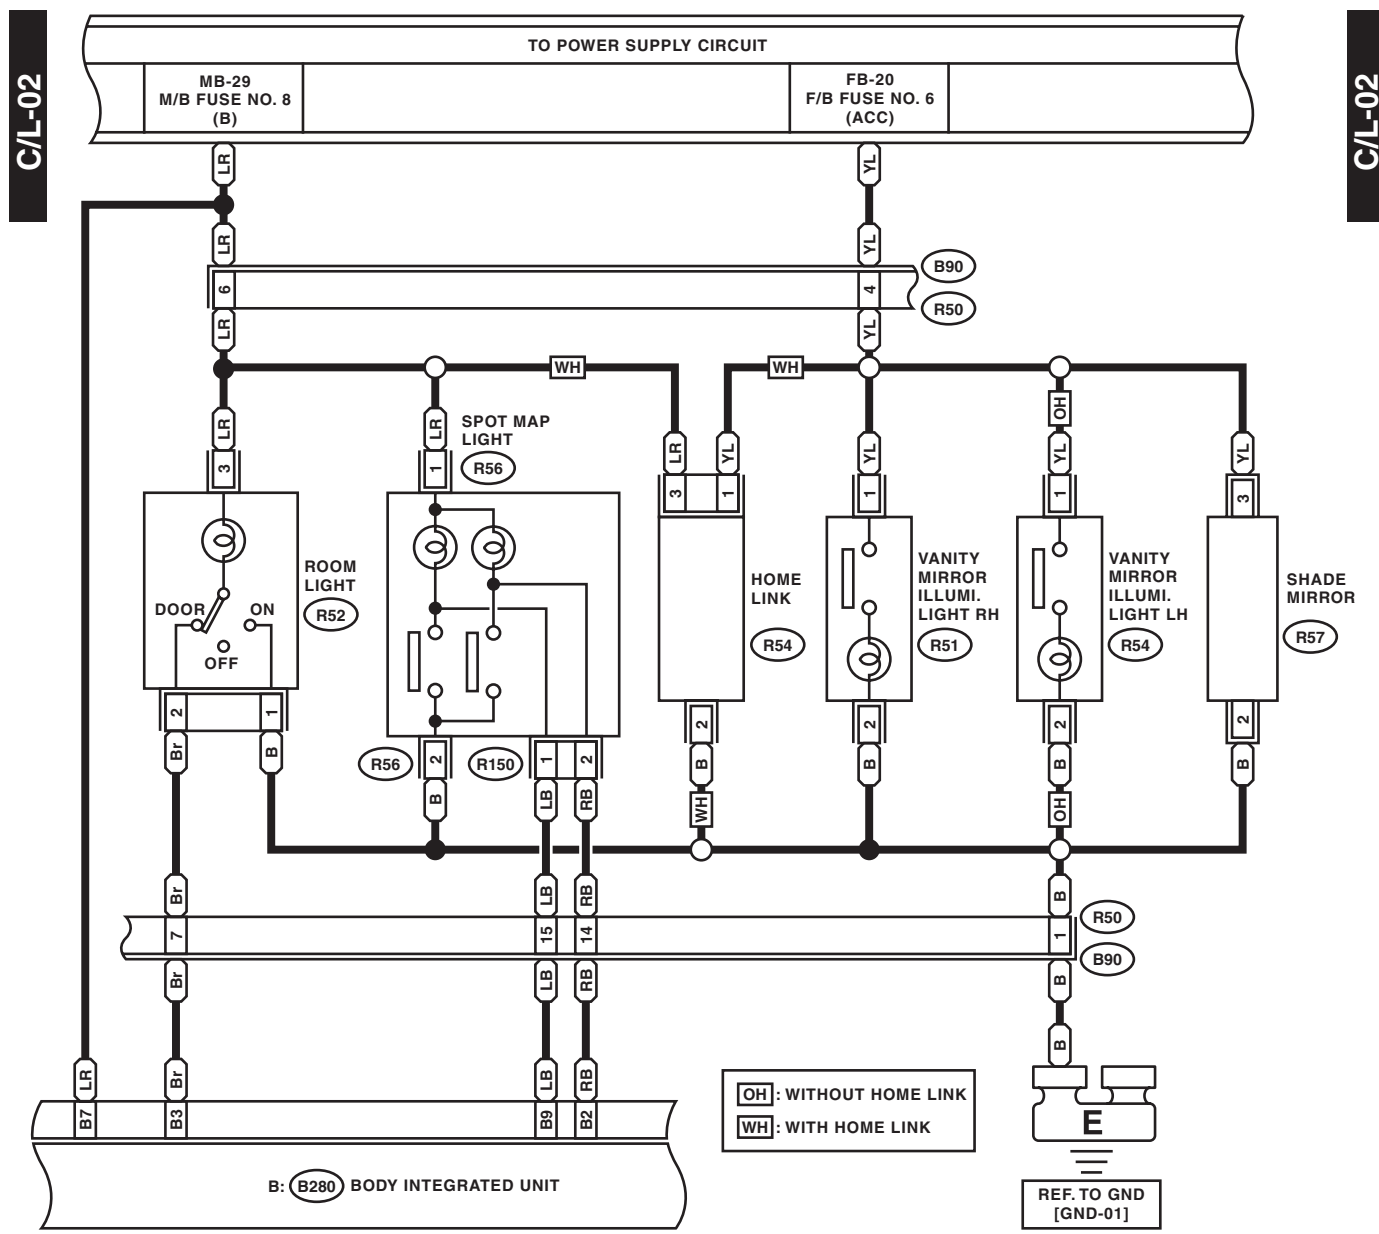 C/L-02
C/L-02
TO POWER SUPPLY CIRCUIT
MB-29
M/B FUSE NO. 8
(B)
FB-20
F/B FUSE NO. 6
(ACC)
LR
YL
LR
YL
B90
6
4
R50
LR
YL
WH
WH
OH
LR
LR
SPOT MAP
LIGHT
R56
LR
YL
YL
YL
YL
3
1
3
1
1
1
3
ROOM
LIGHT
R52
DOOR
ON
OFF
HOME
LINK
R54
VANITY
MIRROR
ILLUMI.
LIGHT RH
R51
VANITY
MIRROR
ILLUMI.
LIGHT LH
R54
SHADE
MIRROR
R57
2
1
2
2
2
2
Br
B
R56
2
R150
1
2
B
B
B
B
B
LB
RB
WH
OH
Br
LB
RB
B
R50
7
15
14
1
B90
Br
LB
RB
B
B
LR
Br
LB
RB
B7
B3
B9
B2
OH : WITHOUT HOME LINK
WH : WITH HOME LINK
E
B: B280 BODY INTEGRATED UNIT
REF. TO GND
[GND-01]